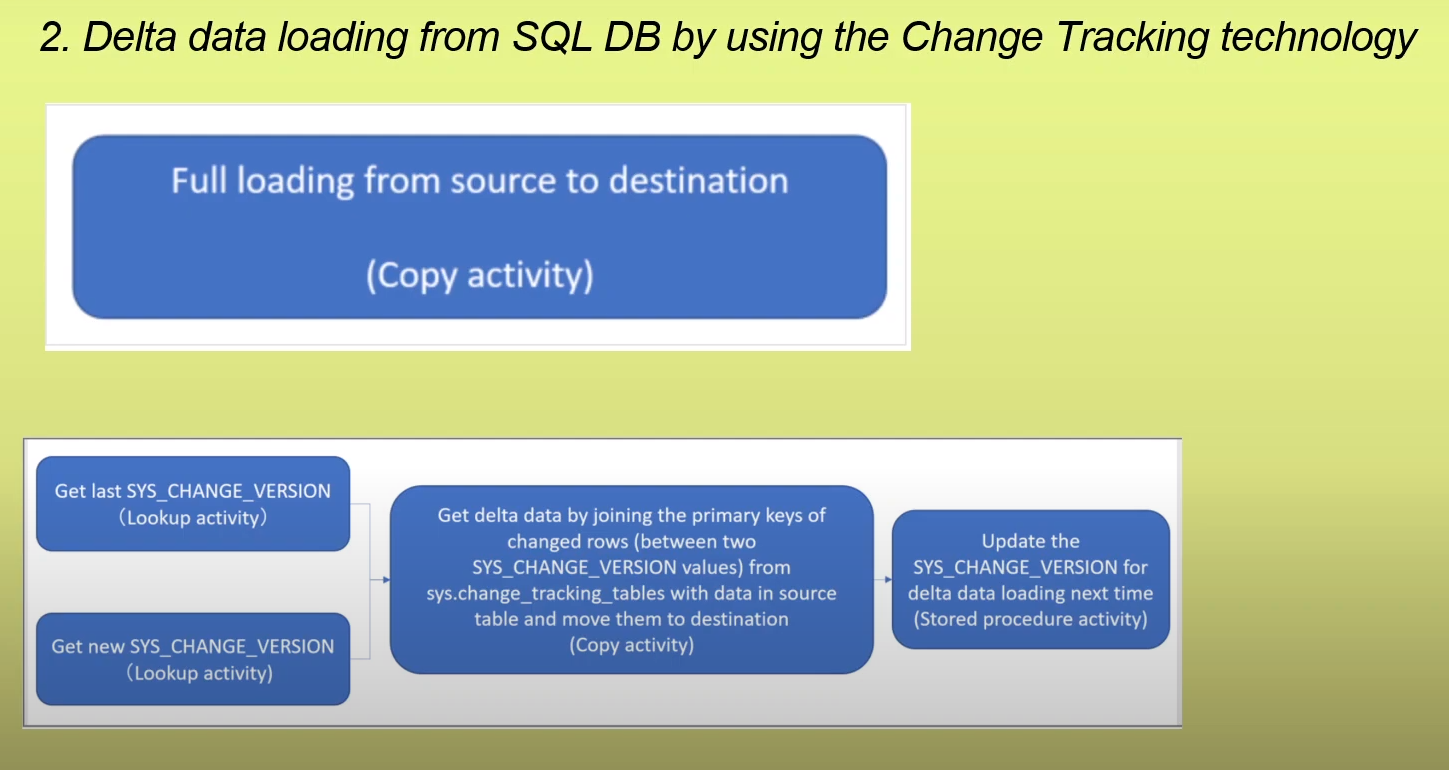 2. Delta data loading from SQL DB by using the Change Tracking technology
Full loading from source to destination
(Copy activity)
Get last SYS_CHANGE_VERSION
（Lookup activity）
Get new SYS_CHANGE_VERSION
（Lookup activity)
Get delta data by joining the primary keys of
changed rows (between two
SYS_CHANGE_VERSION values) from
sys.change_tracking_tables with data in source
table and move them to destination
(Copy activity)
Update the
SYS_CHANGE_VERSION for
delta data loading next time
(Stored procedure activity)